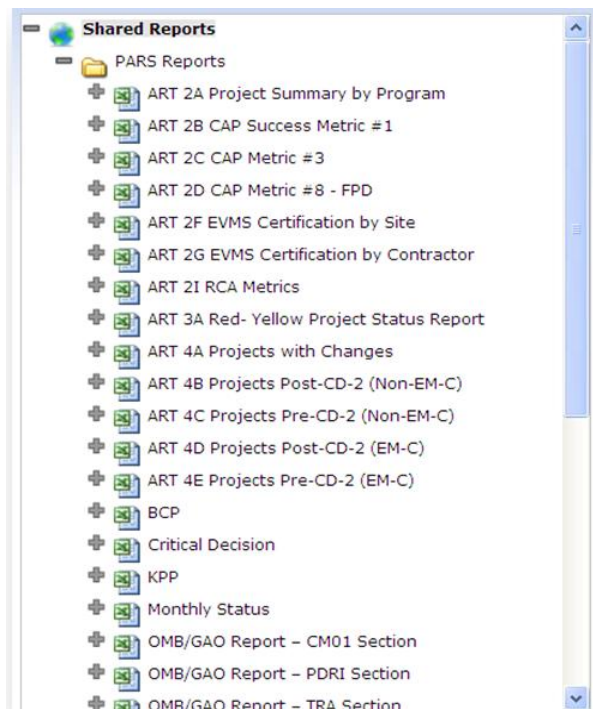 Shared Reports
PARS Reports
ART 2A Project Summary by Program
ART 2B CAP Success Metric #1
ART 2C CAP Metric #3
ART 2D CAP Metric #8 - FPD
ART 2F EVMS Certification by Site
ART 2G EVMS Certification by Contractor
ART 2I RCA Metrics
ART 3A Red- Yellow Project Status Report
ART 4A Projects with Changes
ART 4B Projects Post-CD-2 (Non-EM-C)
ART 4C Projects Pre-CD-2 (Non-EM-C)
ART 4D Projects Post-CD-2 (EM-C)
ART 4E Projects Pre-CD-2 (EM-C)
BCP
Critical Decision
KPP
Monthly Status
OMB/GAO Report – CM01 Section
OMB/GAO Report – PDRI Section
OMB/GAO Report – TRA Section